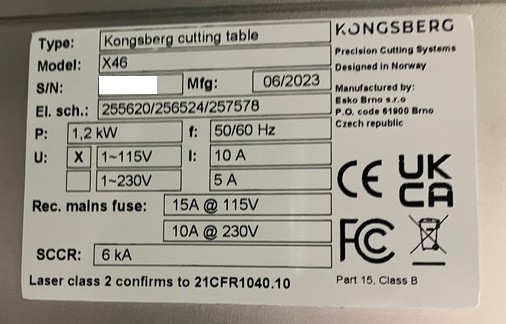 KONGSBERG
Type: Kongsberg cutting table
Precision Cutting Systems
Model: X46
Designed in Norway
S/N: Mfg: 06/2023
Manufactured by:
Esko Brno s.r.o
El. sch.: 255620/256524/257578
P.O. code 61900 Brno
Czech republic
P: 1,2 kW f: 50/60 Hz
U: X 1~115V I: 10 A
1~230V 5 A
CE UK
CA
Rec. mains fuse: 15A @ 115V
10A @ 230V
FC
SCCR: 6 kA
Laser class 2 confirms to 21CFR1040.10
Part 15, Class B